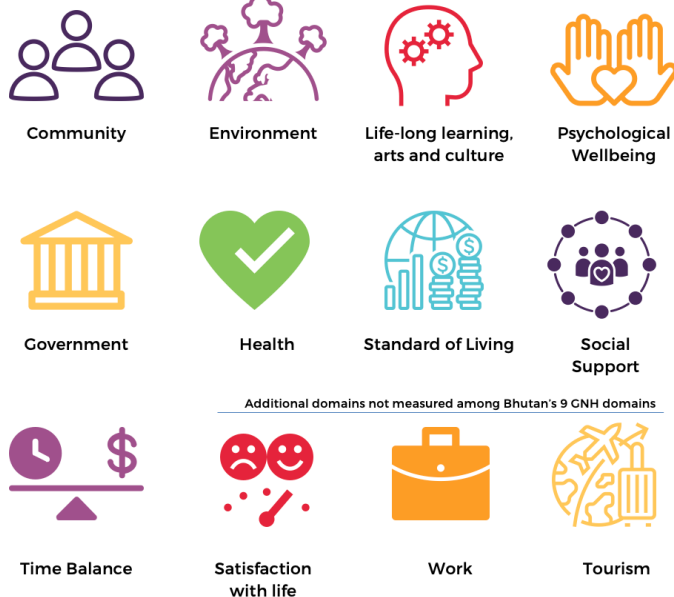 Community
Environment
Life-long learning,
arts and culture
Psychological
Wellbeing
Government
Health
Standard of Living
$
$
Social
Support
Additional domains not measured among Bhutan's 9 GNH domains
$
Time Balance
Satisfaction
with life
Work
Tourism